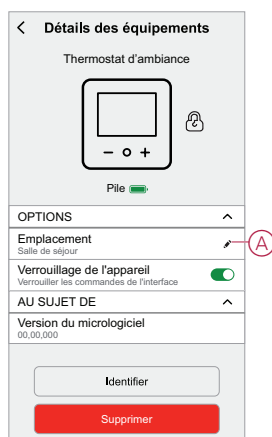 Détails des équipements
Thermostat d’ambiance
Pile
OPTIONS
Emplacement
Salle de séjour
A
Verrouillage de l'appareil
Verrouiller les commandes de l'interface
AU SUJET DE
Version du micrologiciel
00,00,000
Identifier
Supprimer